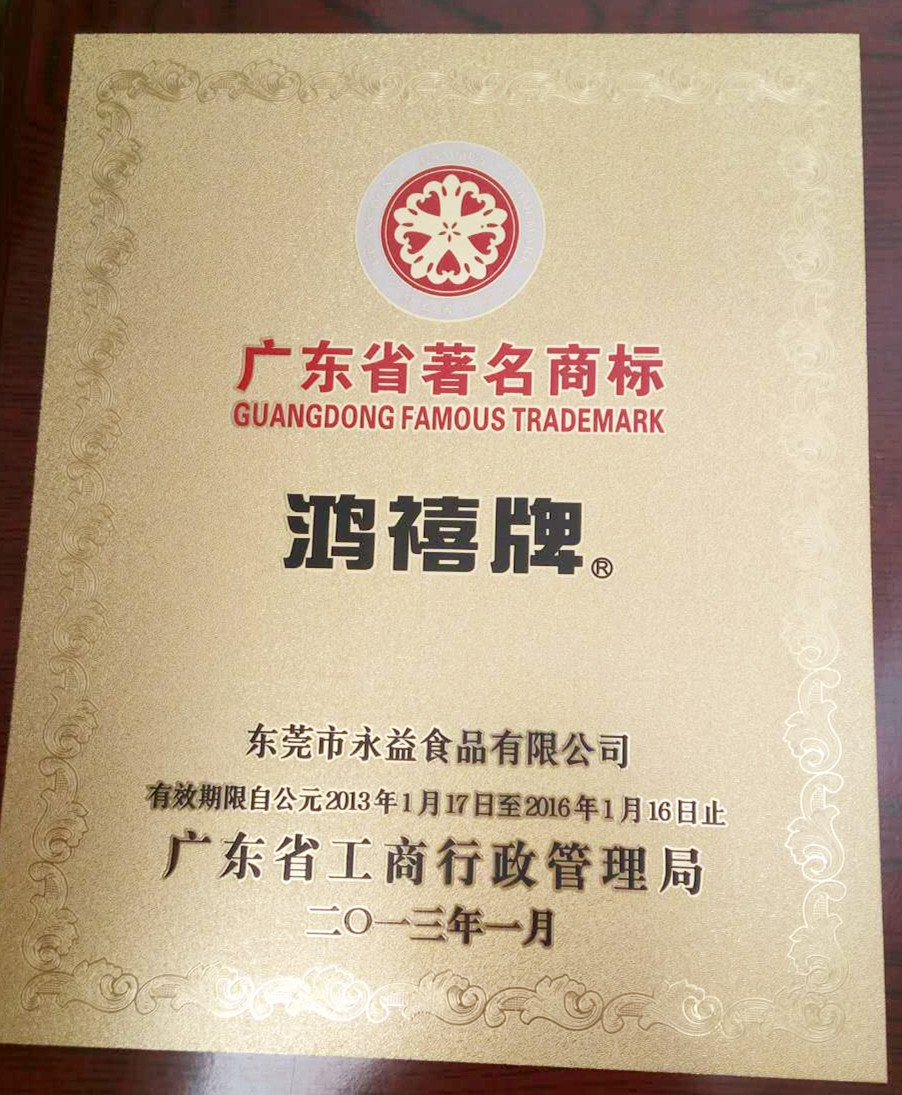 广东省著名商标
GUANGDONG FAMOUS TRADEMARK
鸿禧牌®
东莞市永益食品有限公司
有效期限自公元2013年1月17日至2016年1月16日止
广东省工商行政管理局
二〇一三年一月